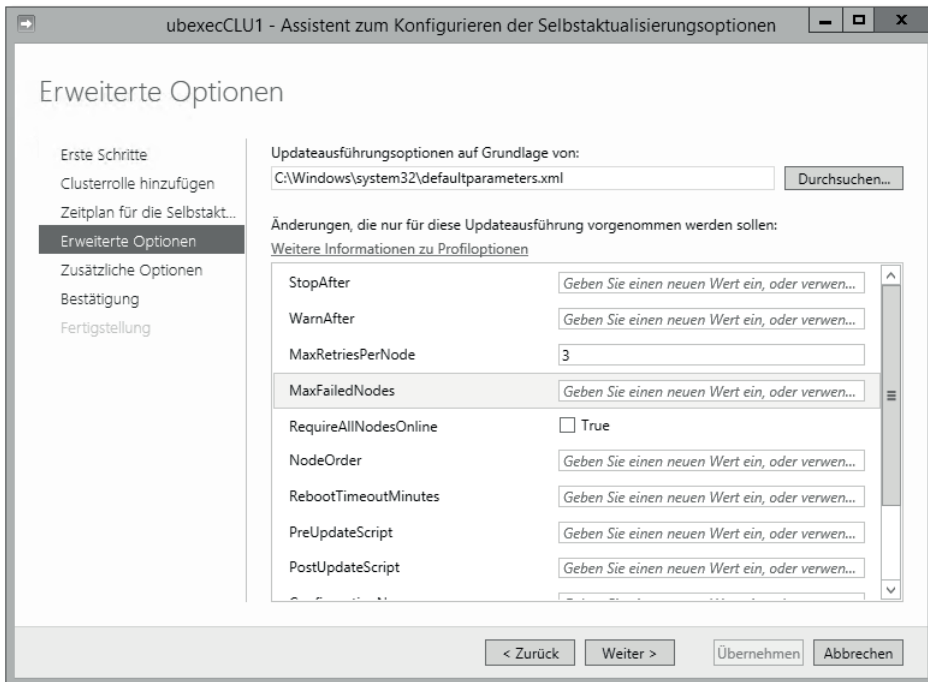 ubexecCLU1 - Assistent zum Konfigurieren der Selbstaktualisierungsoptionen
Erweiterte Optionen
Erste Schritte
Clusterrolle hinzufügen
Zeitplan für die Selbstakt...
Erweiterte Optionen
Zusätzliche Optionen
Bestätigung
Fertigstellung
Updateausführungsoptionen auf Grundlage von:
C:\Windows\system32\defaultparameters.xml
Durchsuchen...
Änderungen, die nur für diese Updateausführung vorgenommen werden sollen:
Weitere Informationen zu Profiloptionen
StopAfter Geben Sie einen neuen Wert ein, oder verwen...
WarnAfter Geben Sie einen neuen Wert ein, oder verwen...
MaxRetriesPerNode 3
MaxFailedNodes Geben Sie einen neuen Wert ein, oder verwen...
RequireAllNodesOnline True
NodeOrder Geben Sie einen neuen Wert ein, oder verwen...
RebootTimeoutMinutes Geben Sie einen neuen Wert ein, oder verwen...
PreUpdateScript Geben Sie einen neuen Wert ein, oder verwen...
PostUpdateScript Geben Sie einen neuen Wert ein, oder verwen...
< Zurück
Weiter >
Übernehmen
Abbrechen